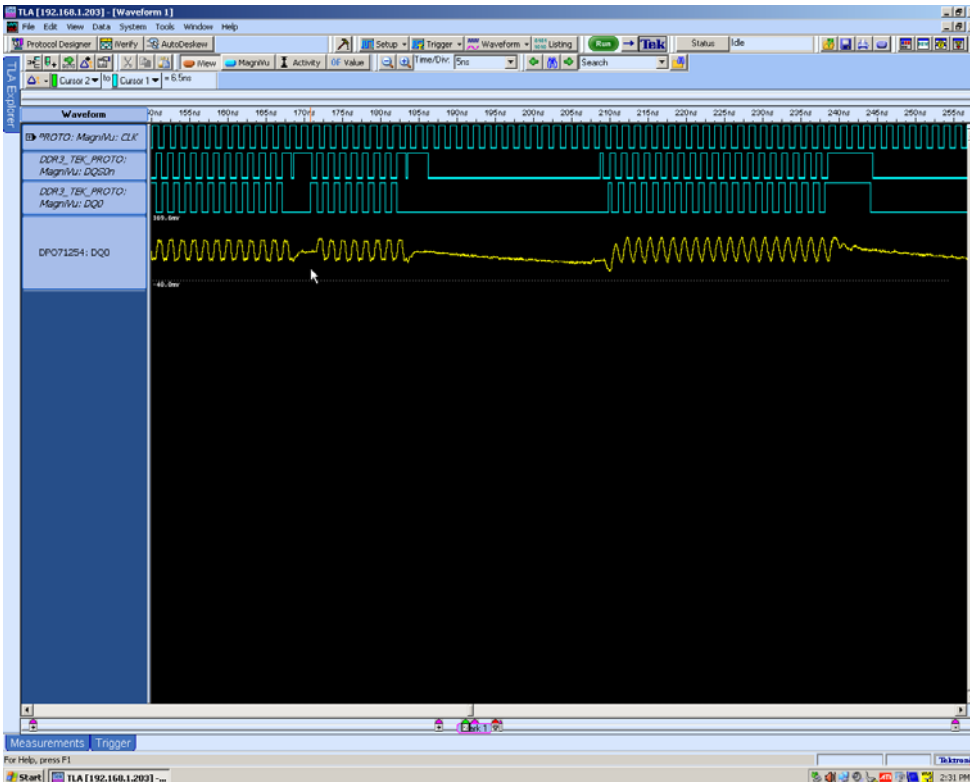 TLA [192.168.1.203] - [Waveform 1]
File Edit View Data System Tools Window Help
Protocol Designer iVerify AutoDeskew Setup Trigger Waveform Listing Run Tek Status Idle
iView MagniVu Activity Value Time/Div: 5ns Search
Cursor 2 to Cursor 1 = 6.5ns
TLA Explorer
Waveform 155ns 160ns 165ns 170ns 175ns 180ns 185ns 190ns 195ns 200ns 205ns 210ns 215ns 220ns 225ns 230ns 235ns 240ns 245ns 250ns 255ns
PROTO: MagniVu: CLK
DDR3_TEK_PROTO:
MagniVu: DQS0n
DDR3_TEK_PROTO:
MagniVu: DQ0
369.6mv
DPO71254: DQ0
-40.0mv
Measurements Trigger
For Help, press F1
Start TLA [192.168.1.203] -... 2:31 PM